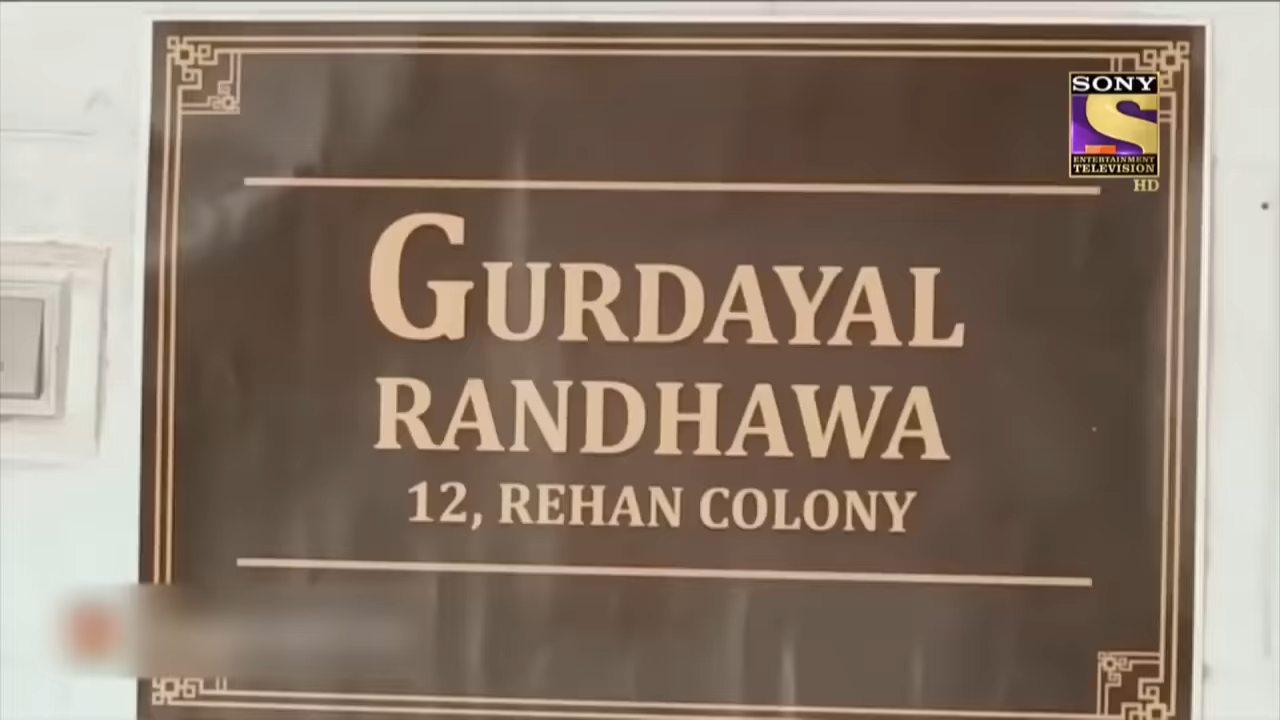 SONY
ENTERTAINMENT
TELEVISION
HD
GURDAYAL
RANDHAWA
12, REHAN COLONY